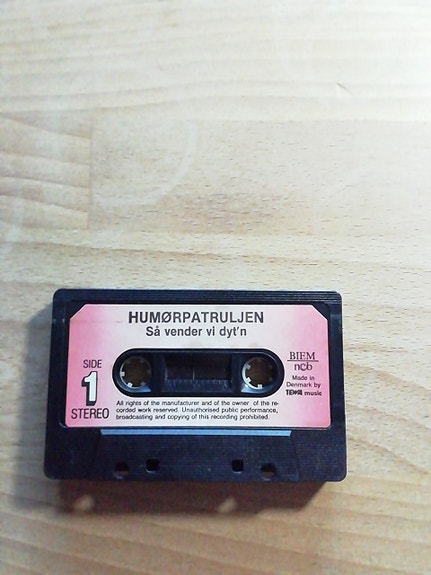 HUMØRPATRULJEN
Så vender vi dyt'n
SIDE
1
STEREO
BIEM
ncb
Made in
Denmark by
TEWA music
All rights of the manufacturer and of the owner of the re-
corded work reserved. Unauthorised public performance,
broadcasting and copying of this recording prohibited.